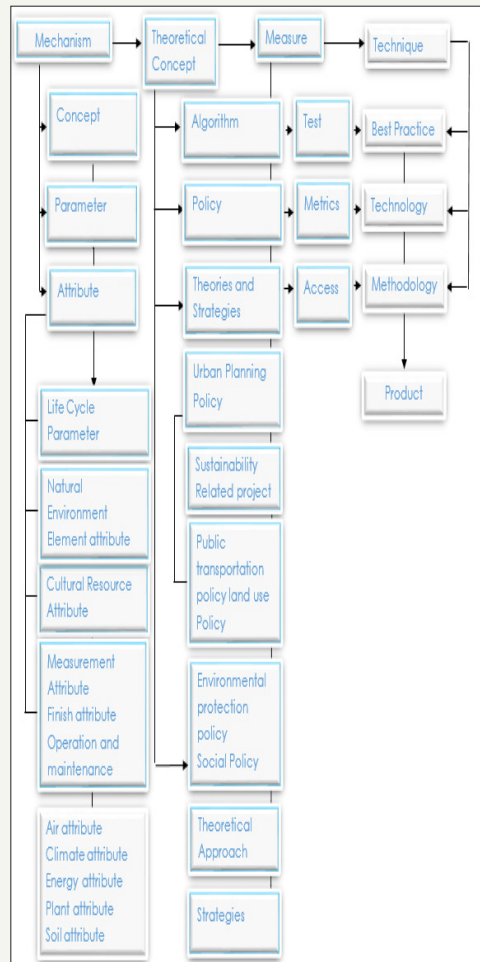 Mechanism
Theoretical
Concept
Measure
Technique
Concept
Algorithm
Test
Best Practice
Parameter
Policy
Metrics
Technology
Attribute
Theories and
Strategies
Access
Methodology
Urban Planning
Policy
Product
Life Cycle
Parameter
Sustainability
Related project
Natural
Environment
Element attribute
Public
transportation
policy land use
Policy
Cultural Resource
Attribute
Measurement
Attribute
Finish attribute
Operation and
maintenance
Environmental
protection
policy
Social Policy
Air attribute
Climate attribute
Energy attribute
Plant attribute
Soil attribute
Theoretical
Approach
Strategies